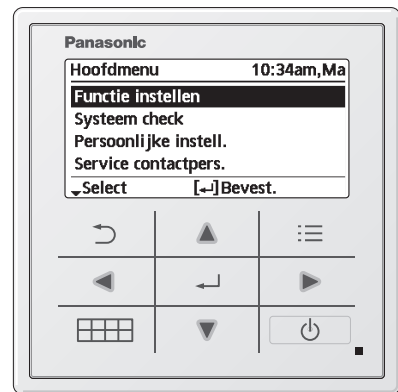 Panasonic
Hoofdmenu 10:34am,Ma
Functie instellen
Systeem check
Persoonlijke instell.
Service contactpers.
Select [↵]Bevest.